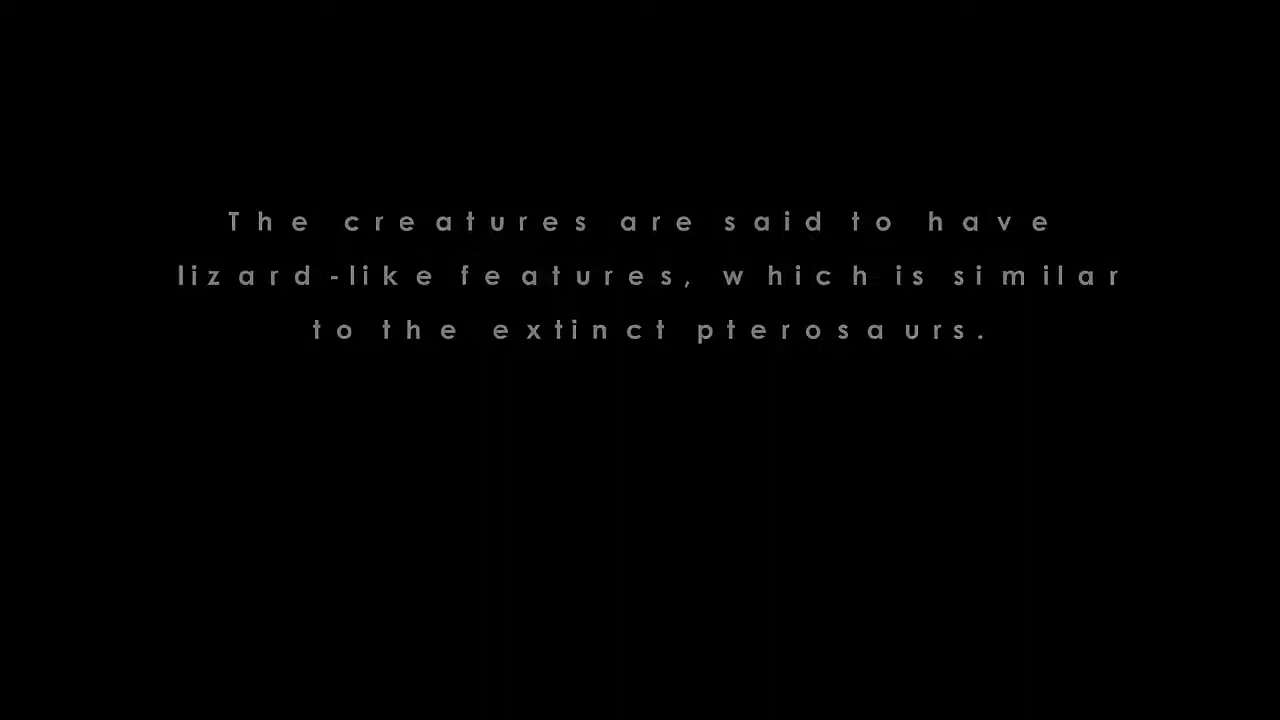 The creatures are said to have
lizard-like features, which is similar
to the extinct pterosaurs.